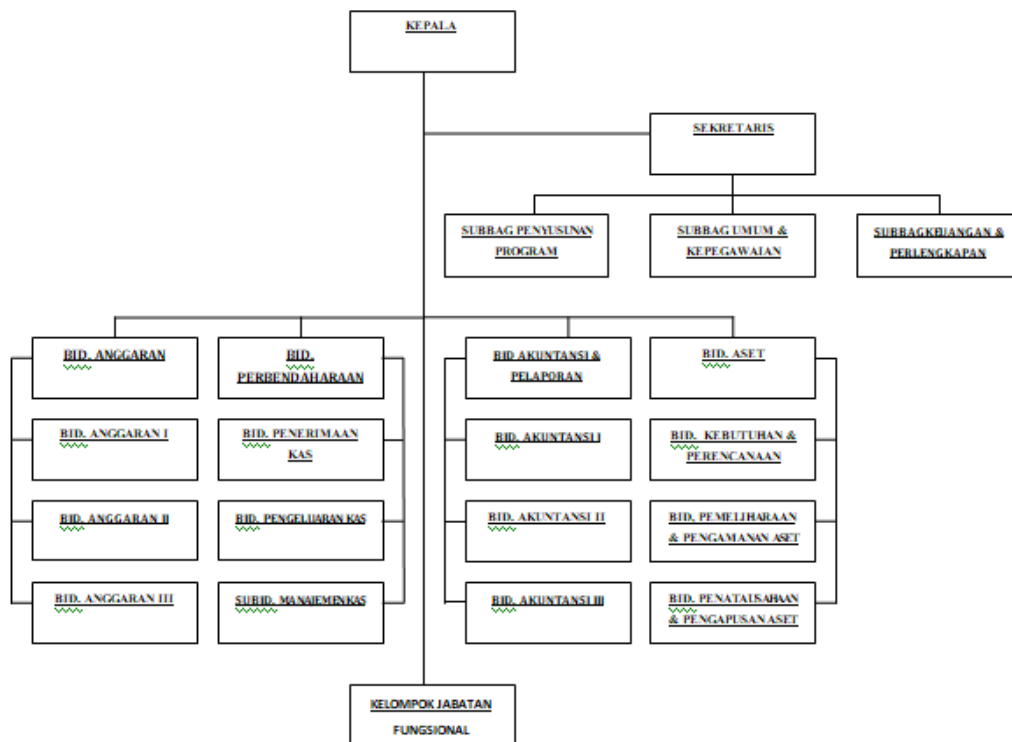 KEPALA
SEKRETARIS
SUBBAG PENYUSUNAN
PROGRAM
SUBBAG UMUM &
KEPEGAWAIAN
SUBBAGKEUANGAN &
PERLENGKAPAN
BID. ANGGARAN
BID.
PERBENDAHARAAN
BID AKUNTANSI &
PELAPORAN
BID. ASET
BID. ANGGARAN I
BID. PENERIMAAN
KAS
BID. AKUNTANSI I
BID. KEBUTUHAN &
PERENCANAAN
BID. ANGGARAN II
BID. PENGELUARAN KAS
BID. AKUNTANSI II
BID, PEMELIHARAAN
& PENGAMANAN ASET
BID. ANGGARAN III
SUBID. MANAJEMEN KAS
BID. AKUNTANSI III
BID. PENATAUSAHAAN
& PENGAPUSAN ASET
KELOMPOK JABATAN
FUNGSIONAL